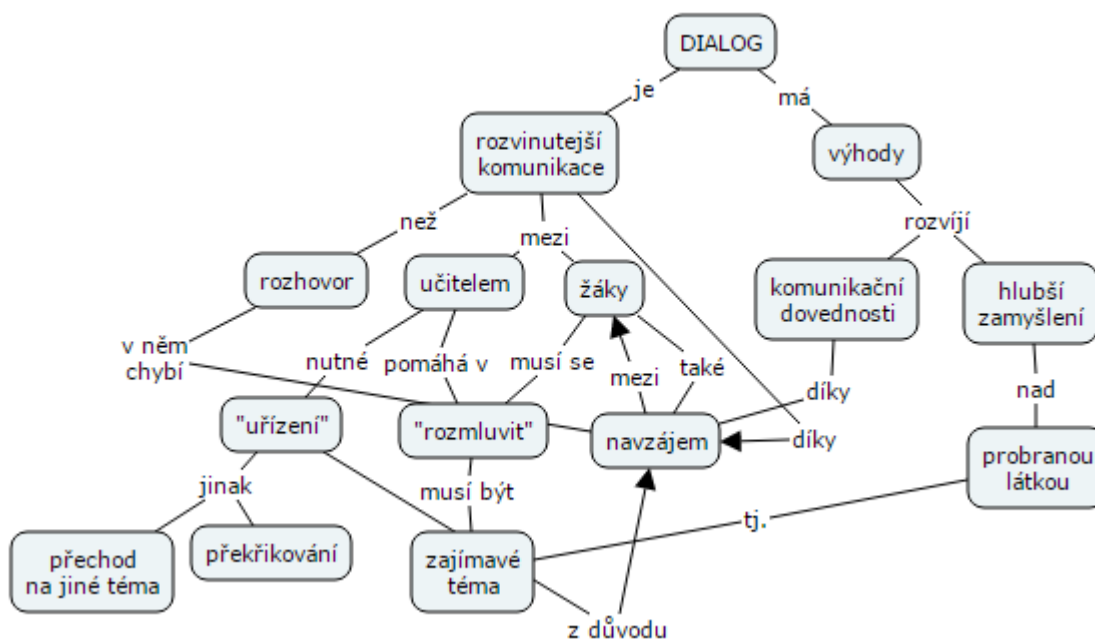 DIALOG
je
má
rozvinutejší
komunikace
výhody
než
mezi
rozvíjí
rozhovor
učitelem
žáky
komunikační
dovednosti
hlubší
zamyšlení
v něm
chybí
nutné
pomáhá v
musí se
mezi
také
díky
nad
"uřízení"
"rozmluvit"
navzájem
díky
probranou
látkou
jinak
musí být
tj.
přechod
na jiné téma
překřikování
zajímavé
téma
z důvodu